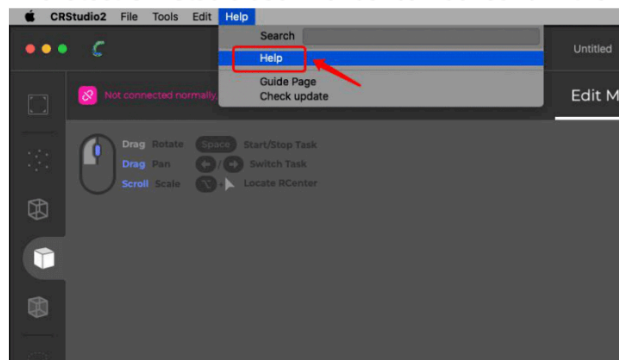 CRStudio2 File Tools Edit Help
Search
Help
Guide Page
Check update
Untitled
Not connected normally.
Edit M
Drag Rotate Space Start/Stop Task
Drag Pan / Switch Task
Scroll Scale + Locate RCenter